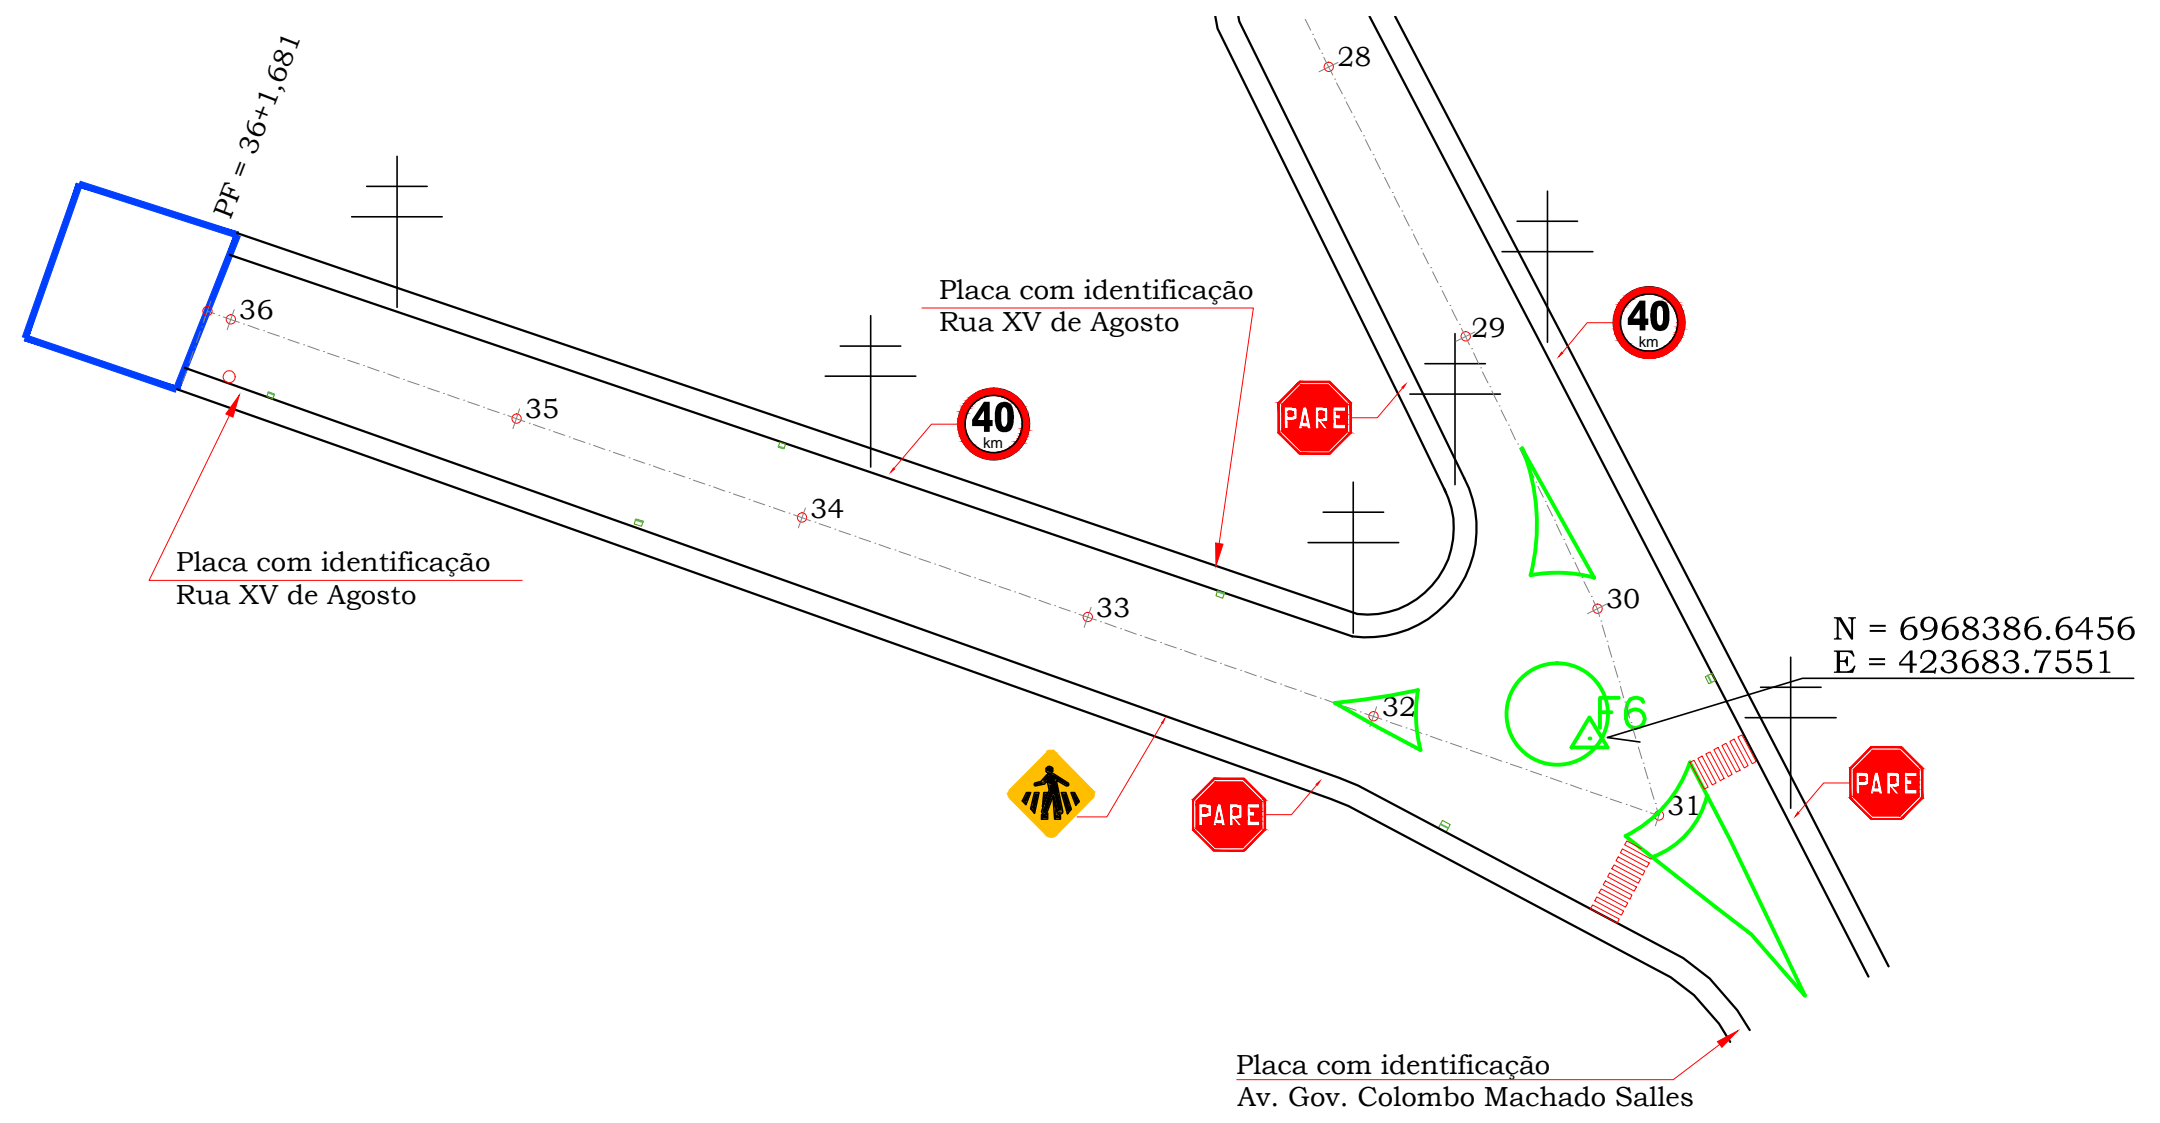 28
PF = 36+1,681
Placa com identificação
Rua XV de Agosto
36
29
40
km
35
40
km
PARE
34
Placa com identificação
Rua XV de Agosto
33
30
N = 6968386.6456
E = 423683.7551
32
F6
31
PARE
PARE
Placa com identificação
Av. Gov. Colombo Machado Salles